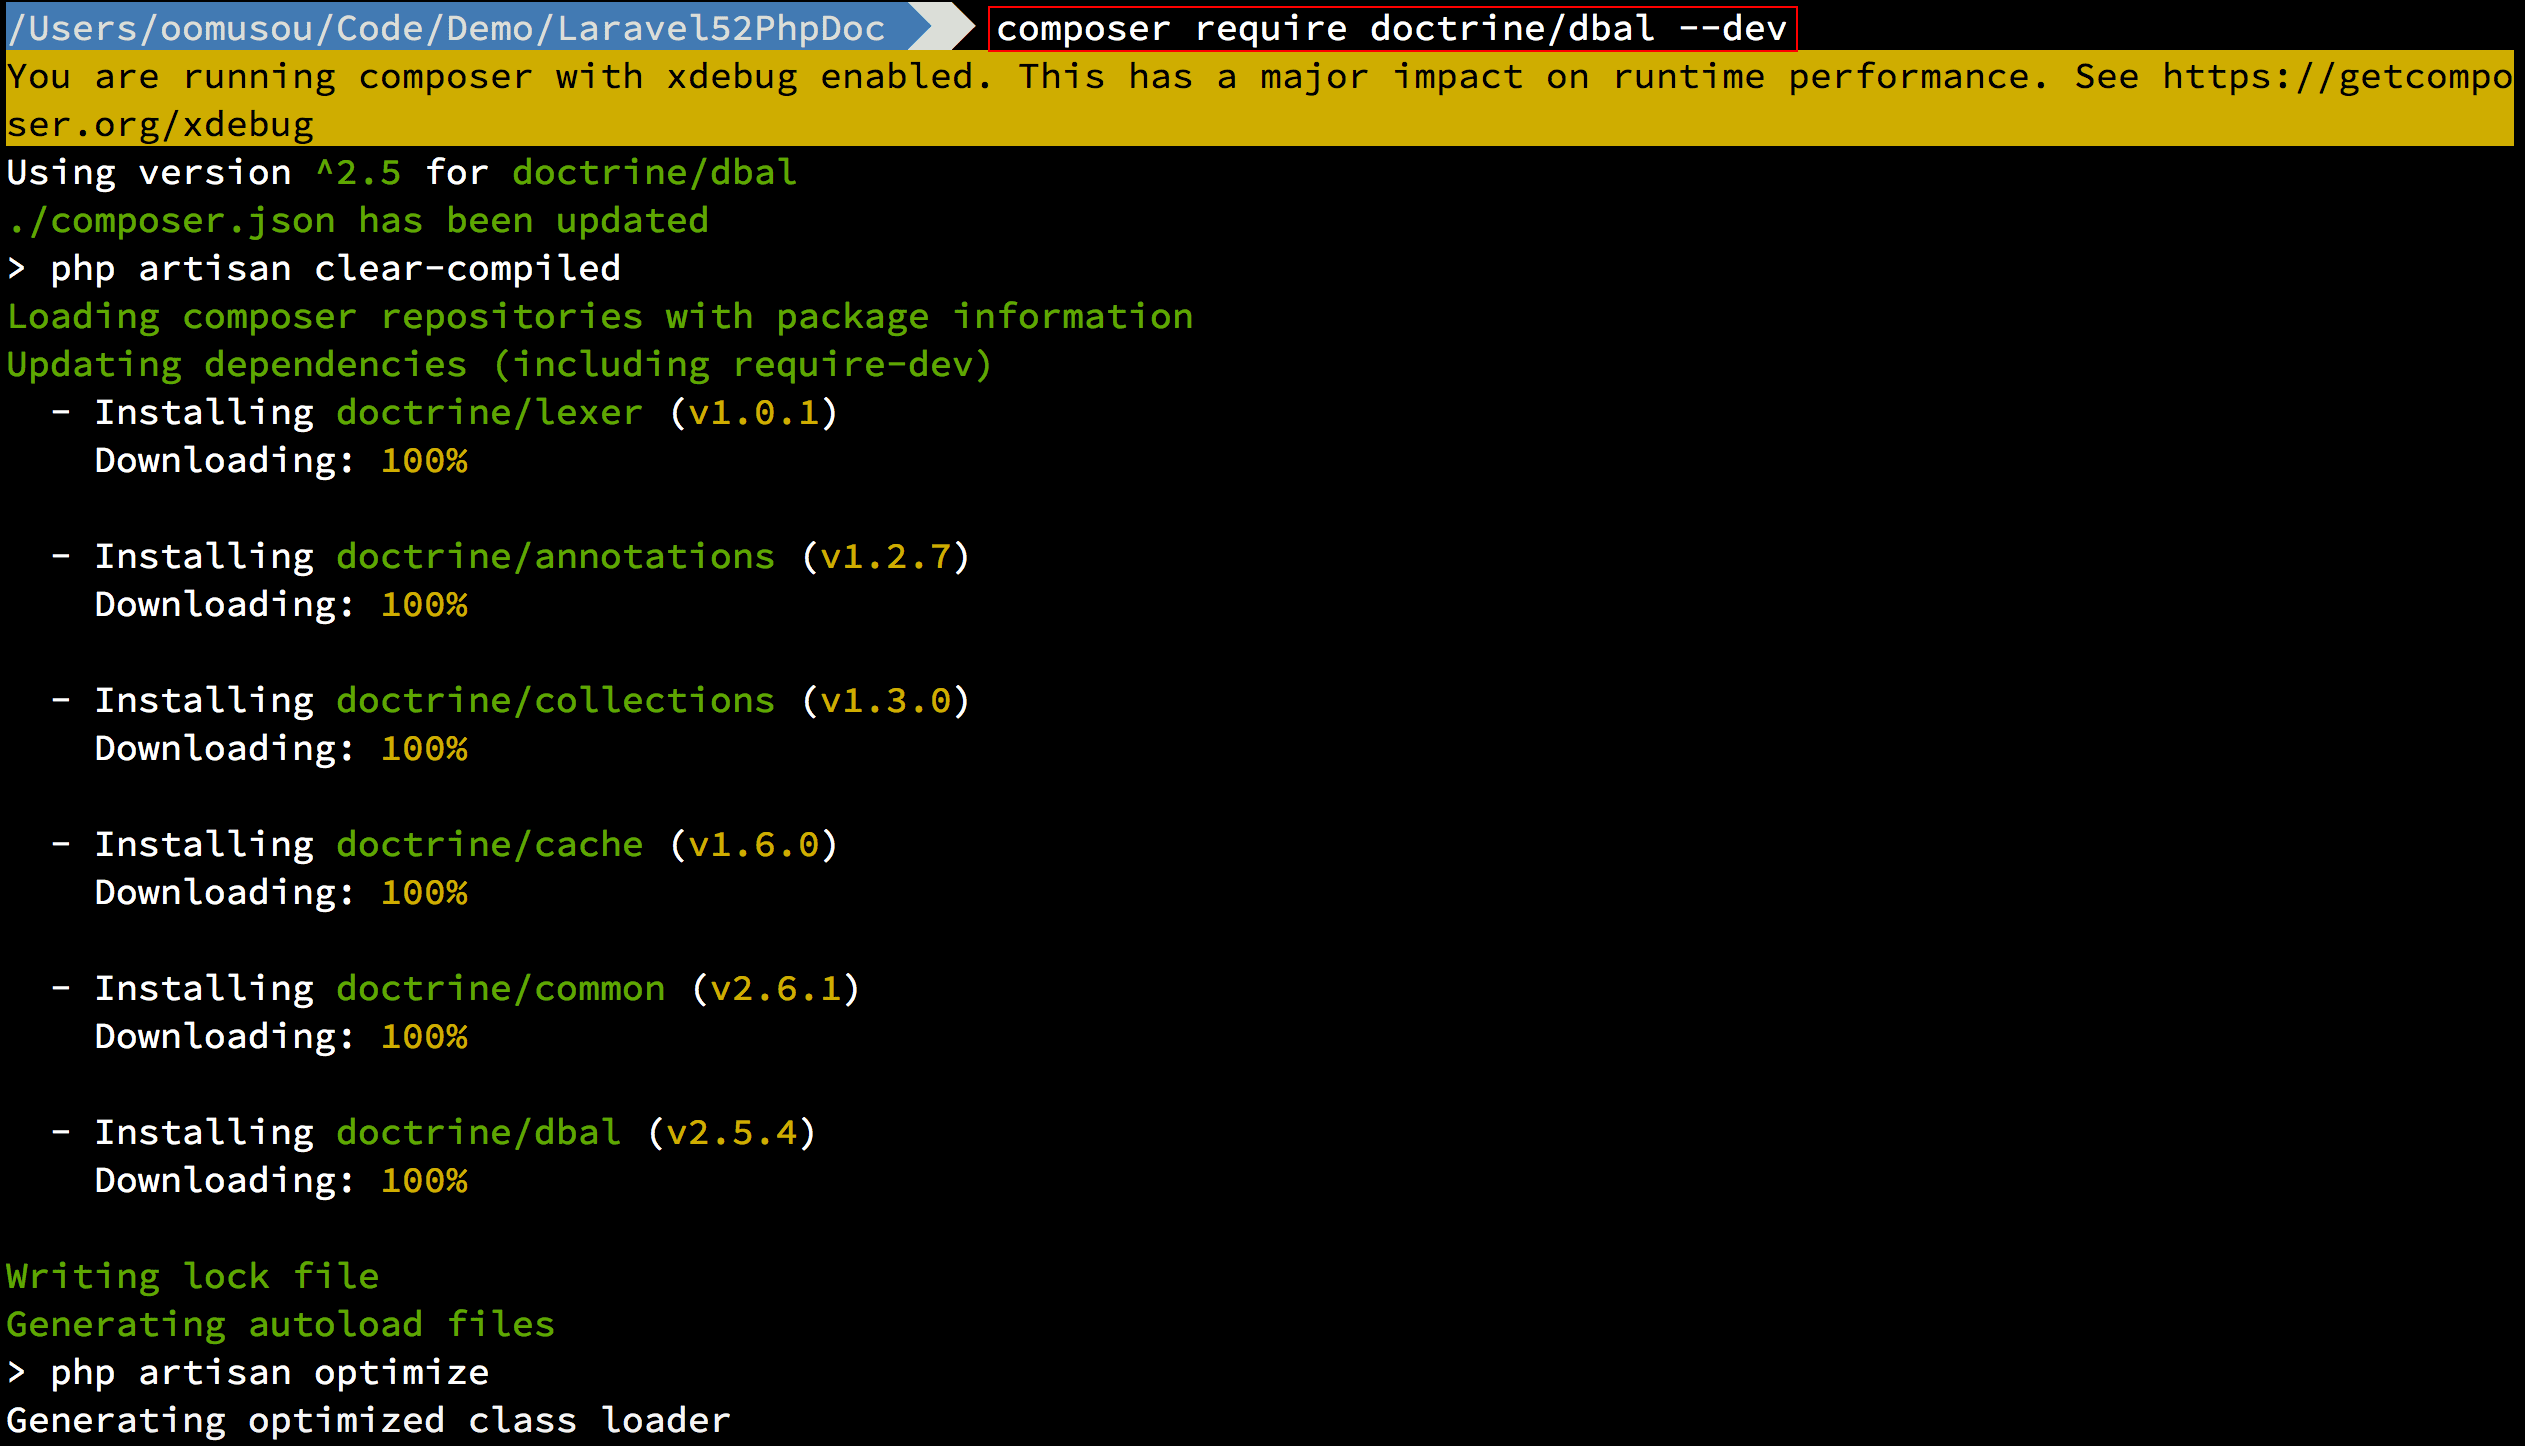 /Users/oomusou/Code/Demo/Laravel52PhpDoc composer require doctrine/dbal --dev
You are running composer with xdebug enabled. This has a major impact on runtime performance. See https://getcompo
ser.org/xdebug
Using version ^2.5 for doctrine/dbal
./composer.json has been updated
> php artisan clear-compiled
Loading composer repositories with package information
Updating dependencies (including require-dev)
  - Installing doctrine/lexer (v1.0.1)
    Downloading: 100%
  - Installing doctrine/annotations (v1.2.7)
    Downloading: 100%
  - Installing doctrine/collections (v1.3.0)
    Downloading: 100%
  - Installing doctrine/cache (v1.6.0)
    Downloading: 100%
  - Installing doctrine/common (v2.6.1)
    Downloading: 100%
  - Installing doctrine/dbal (v2.5.4)
    Downloading: 100%
Writing lock file
Generating autoload files
> php artisan optimize
Generating optimized class loader